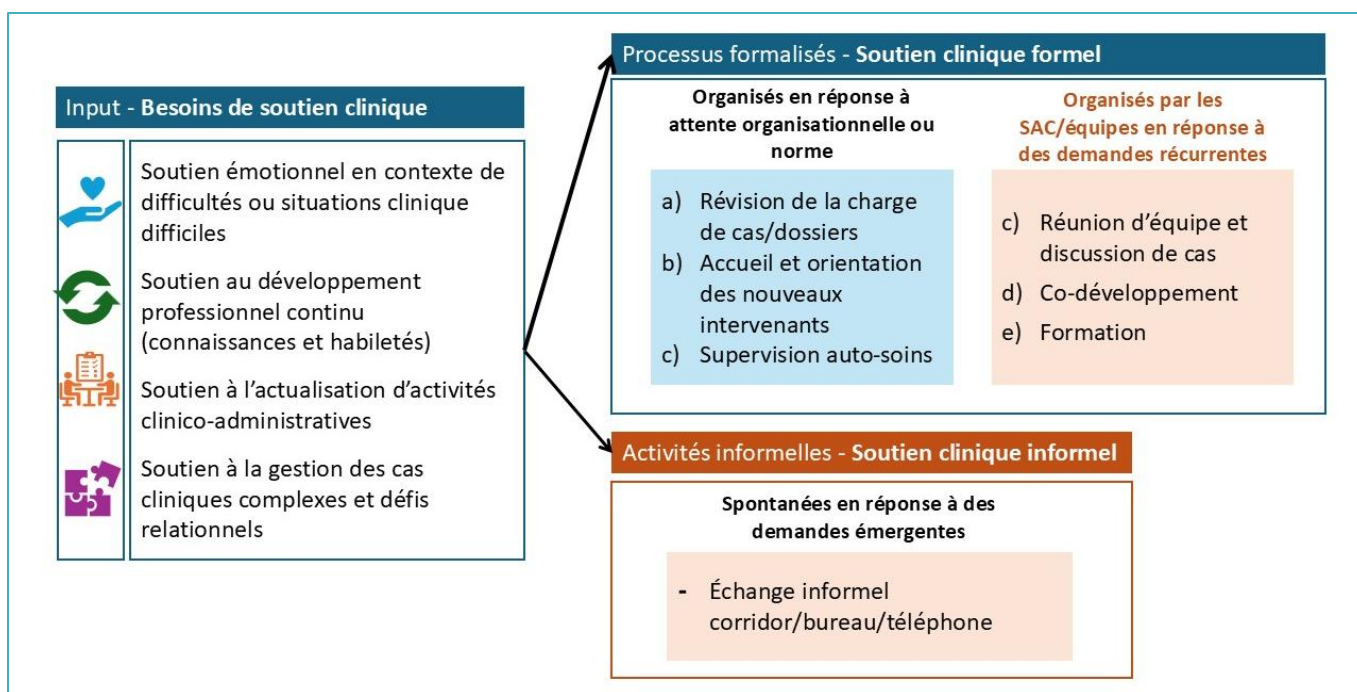 Input - Besoins de soutien clinique
Soutien émotionnel en contexte de
difficultés ou situations clinique
difficiles
Soutien au développement
professionnel continu
(connaissances et habiletés)
Soutien à l'actualisation d'activités
clinico-administratives
Soutien à la gestion des cas
cliniques complexes et défis
relationnels
Processus formalisés - Soutien clinique formel
Organisés en réponse à
attente organisationnelle ou
norme
a) Révision de la charge
de cas/dossiers
b) Accueil et orientation
des nouveaux
intervenants
c) Supervision auto-soins
Organisés par les
SAC/équipes en réponse à
des demandes récurrentes
c) Réunion d'équipe et
discussion de cas
d) Co-développement
e) Formation
Activités informelles - Soutien clinique informel
Spontanées en réponse à des
demandes émergentes
- Échange informel
corridor/bureau/téléphone